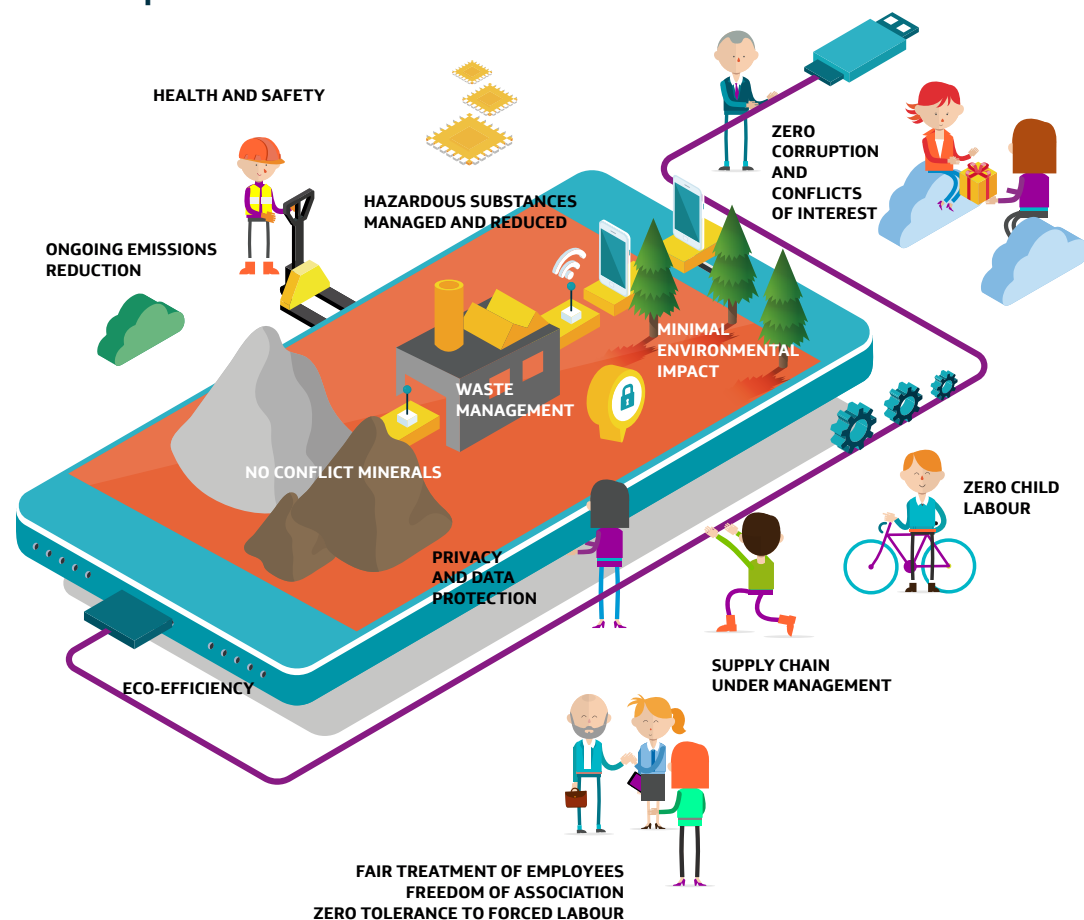 HEALTH AND SAFETY
ZERO
CORRUPTION
AND
CONFLICTS
OF INTEREST
HAZARDOUS SUBSTANCES
MANAGED AND REDUCED
ONGOING EMISSIONS
REDUCTION
MINIMAL
ENVIRONMENTAL
IMPACT
WASTE
MANAGEMENT
NO CONFLICT MINERALS
ZERO CHILD
LABOUR
PRIVACY
AND DATA
PROTECTION
SUPPLY CHAIN
UNDER MANAGEMENT
ECO-EFFICIENCY
FAIR TREATMENT OF EMPLOYEES
FREEDOM OF ASSOCIATION
ZERO TOLERANCE TO FORCED LABOUR